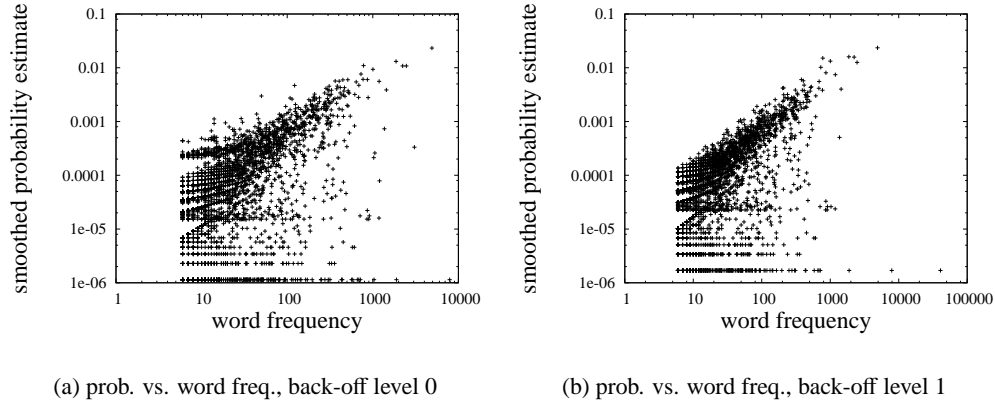 smoothed probability estimate
0.1
0.01
0.001
0.0001
1e-05
1e-06
1
10
100
1000
10000
word frequency
(a) prob. vs. word freq., back-off level 0
smoothed probability estimate
0.1
0.01
0.001
0.0001
1e-05
1e-06
1
10
100
1000
10000
100000
word frequency
(b) prob. vs. word freq., back-off level 1